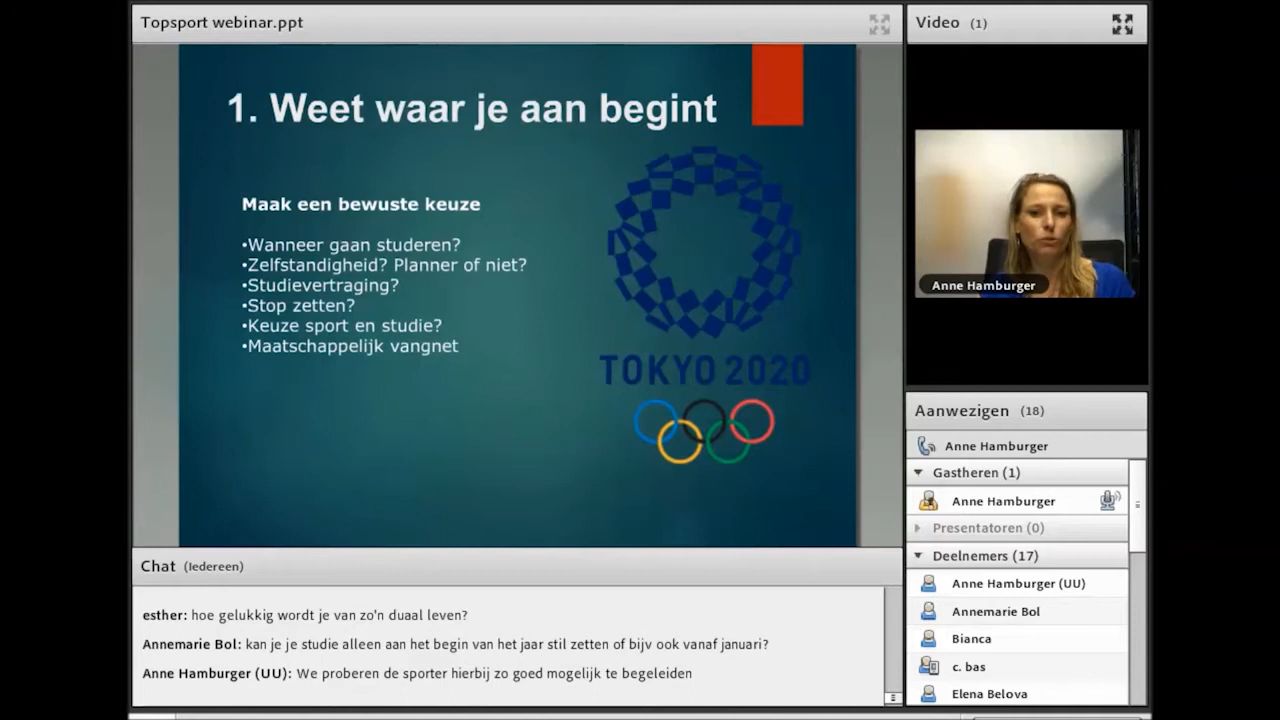 Topsport webinar.ppt
1. Weet waar je aan begint
Maak een bewuste keuze
•Wanneer gaan studeren?
•Zelfstandigheid? Planner of niet?
•Studievertraging?
•Stop zetten?
•Keuze sport en studie?
•Maatschappelijk vangnet
TOKYO 2020
Chat (Iedereen)
esther: hoe gelukkig wordt je van zo'n duaal leven?
Annemarie Bol: kan je je studie alleen aan het begin van het jaar stil zetten of bijv ook vanaf januari?
Anne Hamburger (UU): We proberen de sporter hierbij zo goed mogelijk te begeleiden
Video (1)
Anne Hamburger
Aanwezigen (18)
Anne Hamburger
Gastheren (1)
Anne Hamburger
Presentatoren (0)
Deelnemers (17)
Anne Hamburger (UU)
Annemarie Bol
Bianca
c. bas
Elena Belova